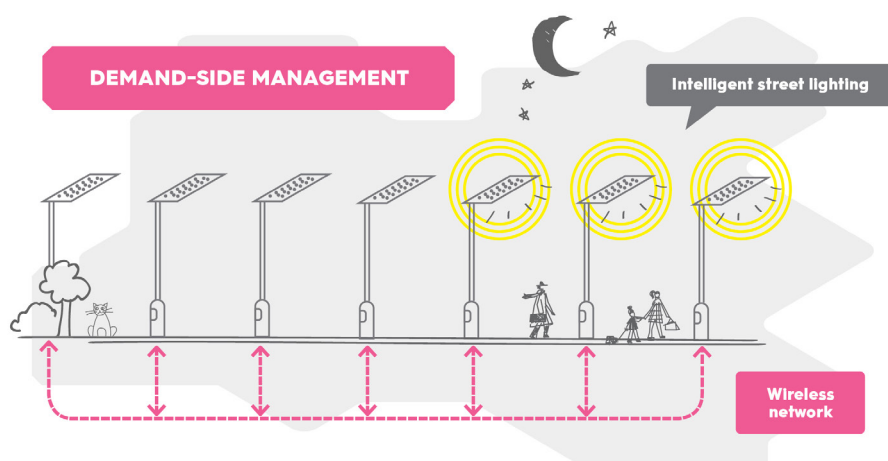 DEMAND-SIDE MANAGEMENT
Intelligent street lighting
Wireless
network